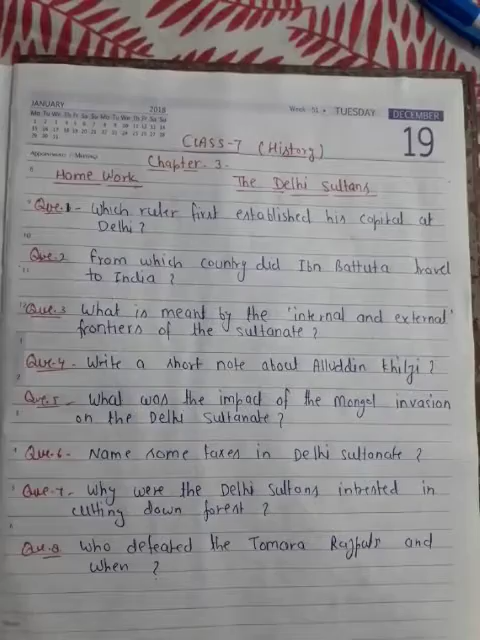 JANUARY 2018
Week 51 • TUESDAY DECEMBER
19
Appointment / Meeting
CLASS-7 (History)
Chapter-3-
Home Work The Delhi Sultans
Que.1- Which ruler first established his capital at
Delhi?
Que.2 From which country did Ibn Battuta travel
to India?
Que.3 What is meant by the 'internal and external'
frontiers of the sultanate?
Que.4- Write a short note about Alluddin Khilji?
Que.5- What was the impact of the Mongol invasion
on the Delhi Sultanate?
Que.6- Name some taxes in Delhi sultanate?
Que.7- Why were the Delhi Sultans intrested in
cutting down forest?
Que.8 Who defeated the Tomara Rajputs and
when?